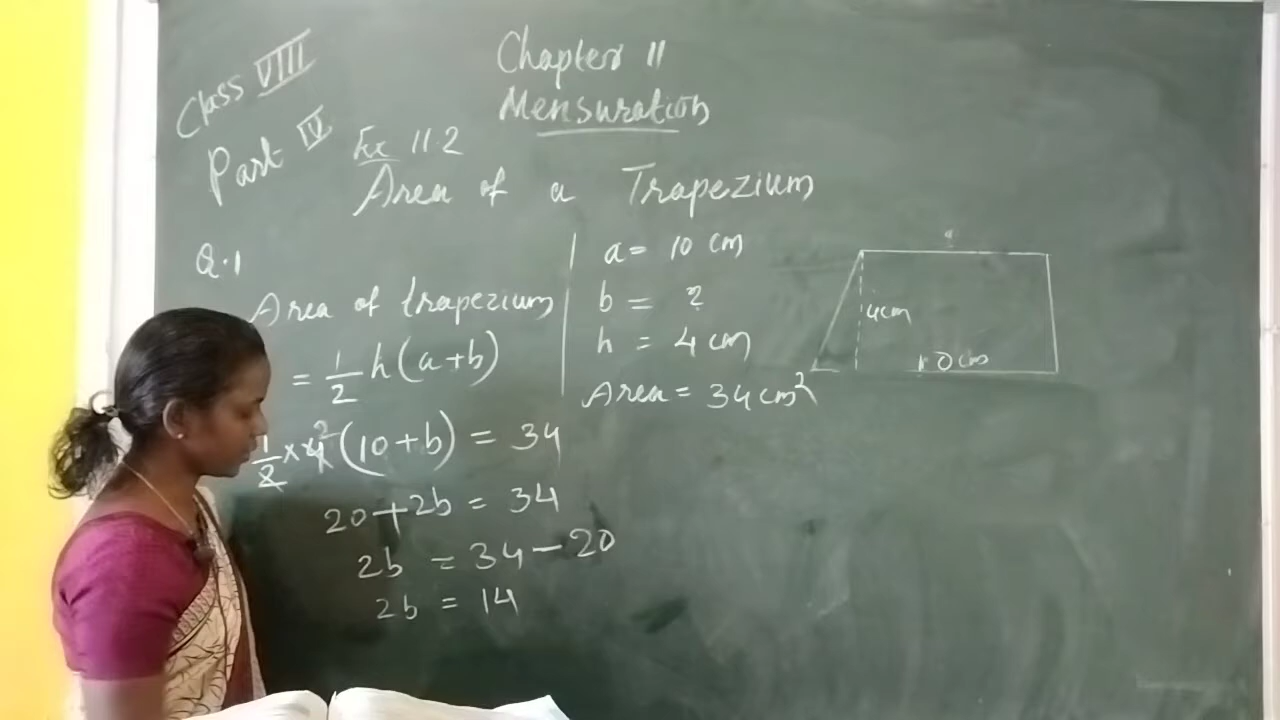 Class VIII
Part IV
Chapter 11
Mensuration
Ex 11.2
Area of a Trapezium
Q.1
Area of trapezium
= 1/2 h(a+b)
1/2 × 4 2 (10+b) = 34
20+2b = 34
2b = 34-20
2b = 14
a = 10 cm
b = ?
h = 4 cm
Area = 34cm²
4cm
10cm